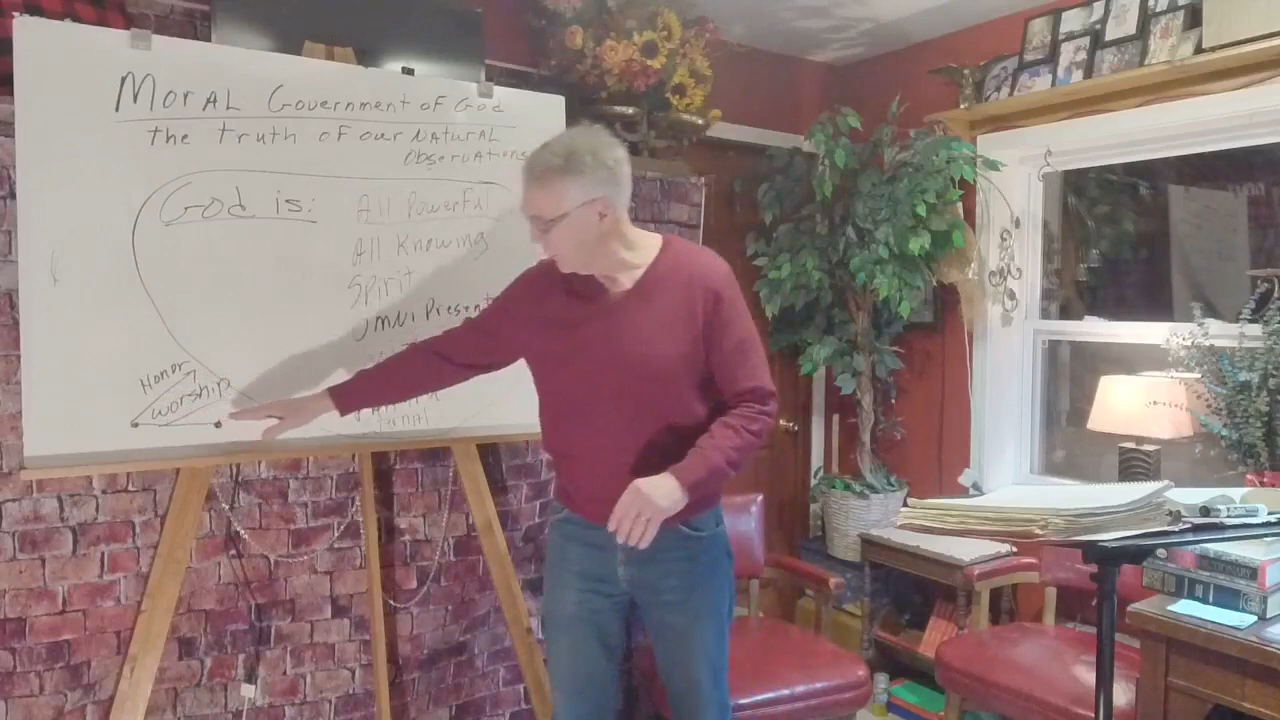 Moral Government of God
the truth of our Natural
Observations
God is:
All Powerful
All Knowing
Spirit
Omni Present
Honor
worship